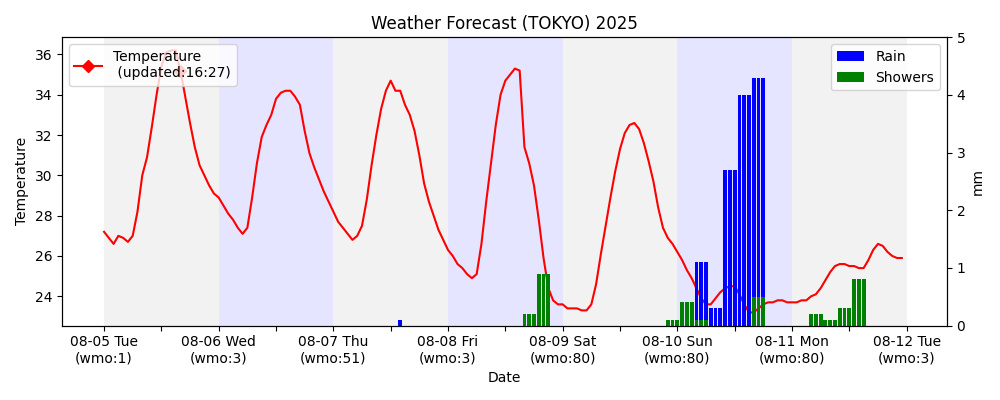 Weather Forecast (TOKYO) 2025
Temperature
(updated:16:27)
Rain
Showers
36
34
32
30
28
26
24
Temperature
5
4
3
2
1
0
mm
08-05 Tue
(wmo:1)
08-06 Wed
(wmo:3)
08-07 Thu
(wmo:51)
08-08 Fri
(wmo:3)
08-09 Sat
(wmo:80)
08-10 Sun
(wmo:80)
08-11 Mon
(wmo:80)
08-12 Tue
(wmo:3)
Date